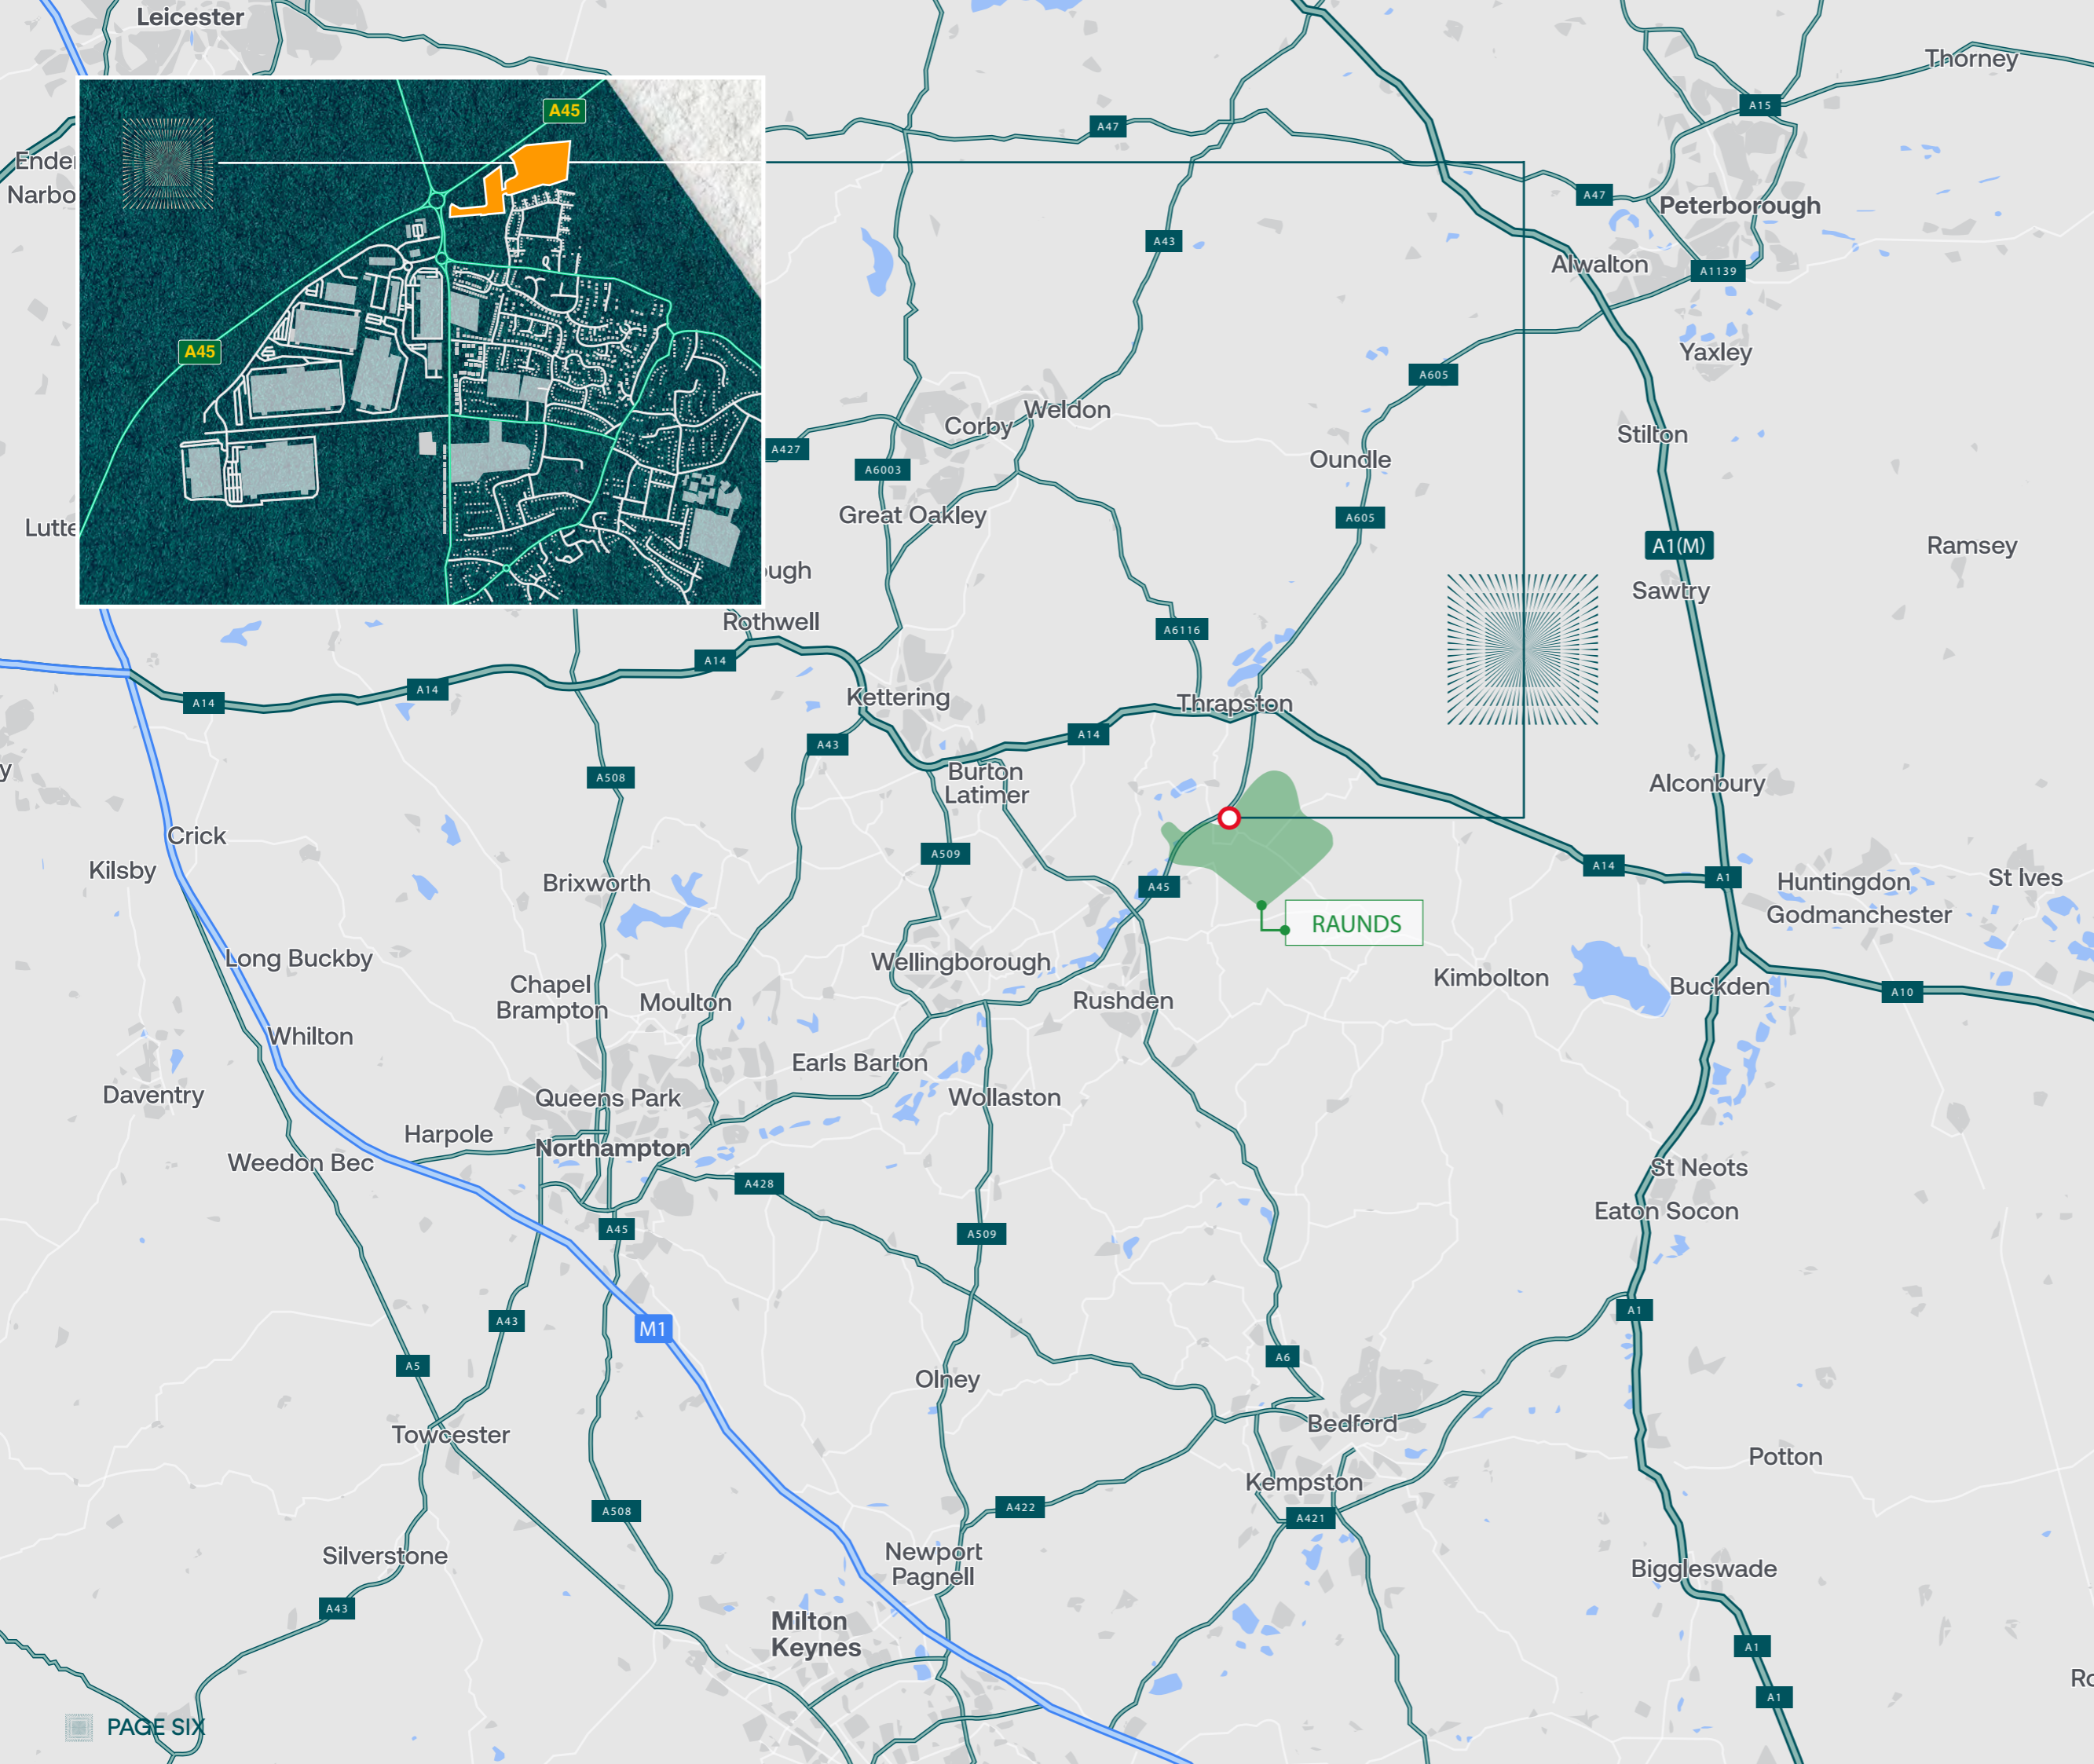 Leicester
Thorney
A15
A45
A47
Ender
Narbo
A47
Peterborough
A43
Alwalton
A1139
A45
Yaxley
A605
Weldon
Corby
Stilton
A427
Oundle
A6003
Great Oakley
A605
Lutte
A1(M)
Ramsey
ough
Sawtry
Rothwell
A6116
A14
A14
Kettering
A14
Thrapston
A14
A43
Burton
Latimer
A508
Alconbury
y
Crick
A509
Kilsby
A14
A1
St Ives
Brixworth
A45
Huntingdon
Godmanchester
RAUNDS
Long Buckby
Wellingborough
Kimbolton
Chapel
Brampton
Moulton
Rushden
Buckden
A10
Whilton
Earls Barton
Daventry
Queens Park
Wollaston
Harpole
Northampton
Weedon Bec
St Neots
A428
Eaton Socon
A45
A509
A43
M1
A1
A5
A6
Olney
Towcester
Bedford
Potton
Kempston
A508
A422
A421
Silverstone
Newport
Pagnell
Biggleswade
A43
Milton
Keynes
A1
Ro
A1
PAGE SIX